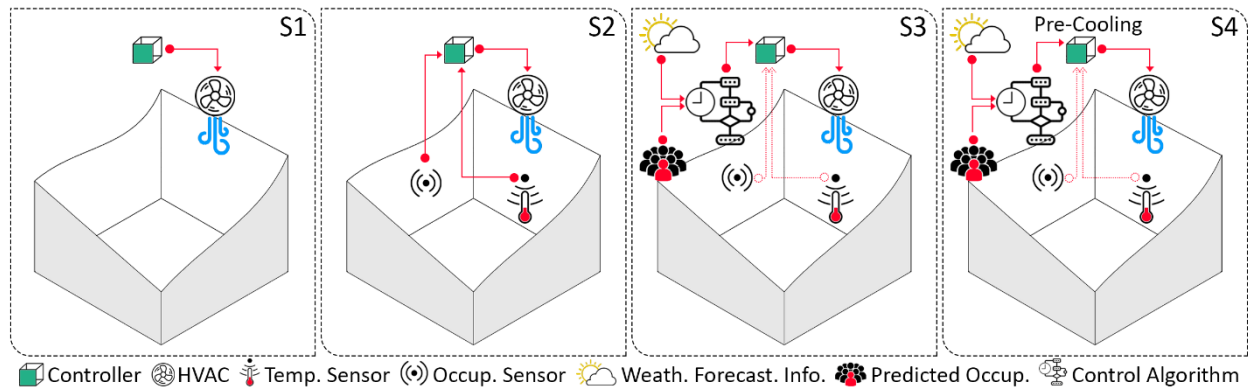 S1
S2
S3
Pre-Cooling
S4
Controller HVAC Temp. Sensor Occup. Sensor Weath. Forecast. Info. Predicted Occup. Control Algorithm